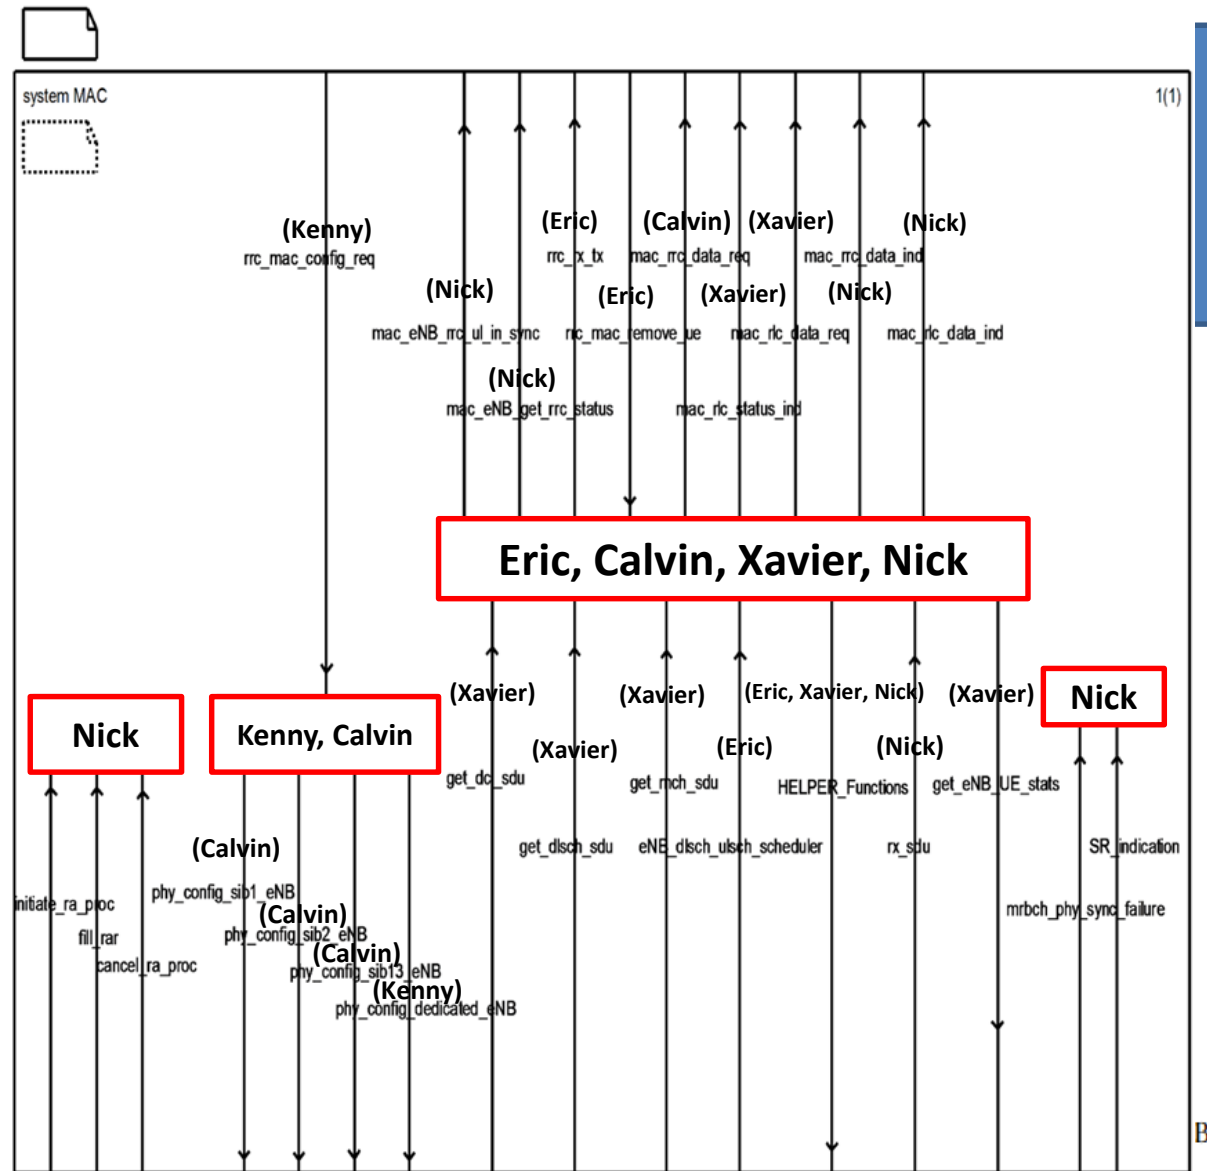 system MAC
1(1)
(Kenny)
rrc_mac_config_req
(Eric)
(Calvin)
(Xavier)
(Nick)
rrc_rx_tx
mac_rrc_data_req
mac_rrc_data_ind
(Nick)
(Eric)
(Xavier)
(Nick)
mac_eNB_rrc_ul_in_sync
rrc_mac_remove_ue
mac_rlc_data_req
mac_rlc_data_ind
(Nick)
mac_eNB_get_rrc_status
mac_rlc_status_ind
Eric, Calvin, Xavier, Nick
Nick
Kenny, Calvin
(Xavier)
(Xavier)
(Eric, Xavier, Nick)
(Xavier)
Nick
(Xavier)
(Eric)
(Nick)
get_dci_sdu
get_mch_sdu
HELPER_Functions
get_eNB_UE_stats
get_dlsch_sdu
eNB_dlsch_ulsch_scheduler
rx_sdu
SR_indication
(Calvin)
phy_config_sib1_eNB
initiate_ra_proc
(Calvin)
mrbch_phy_sync_failure
fill_rar
phy_config_sib2_eNB
(Calvin)
cancel_ra_proc
phy_config_sib13_eNB
(Kenny)
phy_config_dedicated_eNB
B